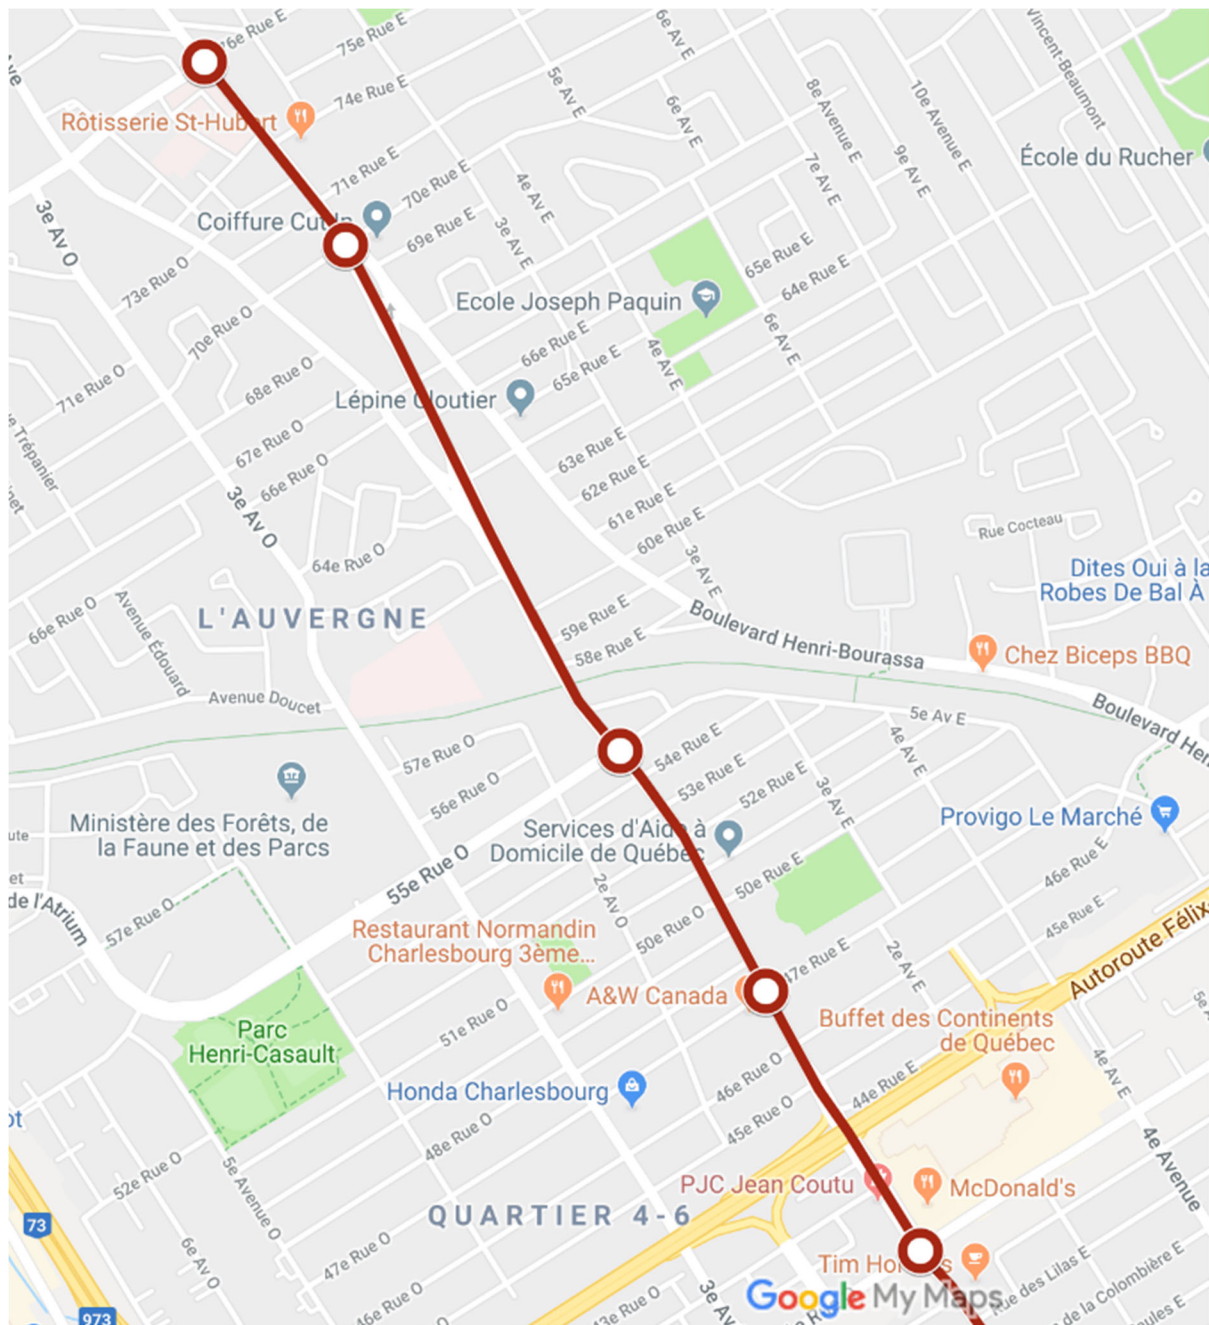 76e Rue E
75e Rue E
74e Rue E
Rôtisserie St-Hubert
71e Rue E
70e Rue E
69e Rue E
Coiffure Cut In
5e Av E
6e Av E
6e Av E
8e Avenue E
10e Avenue E
9e Av E
7e Av E
Vincent-Beaumont
École du Rucher
4e Av E
3e Av E
3e Av O
73e Rue O
70e Rue O
68e Rue O
71e Rue O
67e Rue O
66e Rue O
65e Rue E
64e Rue E
Ecole Joseph Paquin
66e Rue E
65e Rue E
4e Av E
6e Av E
Lépine Cloutier
63e Rue E
62e Rue E
61e Rue E
60e Rue E
3e Av E
Rue Cocteau
Trépanier
3e Av O
64e Rue O
Dites Oui à la
Robes De Bal À
66e Rue O
Avenue Édouard
L'AUVERGNE
59e Rue E
58e Rue E
Boulevard Henri-Bourassa
Chez Biceps BBQ
Avenue Doucet
5e Av E
4e Av E
Boulevard Hen
57e Rue O
56e Rue O
54e Rue E
53e Rue E
52e Rue E
3e Av E
Ministère des Forêts, de
la Faune et des Parcs
Services d'Aide à
Domicile de Québec
Provigo Le Marché
55e Rue O
2e Av O
50e Rue E
46e Rue E
45e Rue E
de l'Atrium
57e Rue O
50e Rue O
Restaurant Normandin
Charlesbourg 3ème...
A&W Canada
47e Rue E
2e Av E
Autoroute Félix
Parc
Henri-Casault
51e Rue O
Buffet des Continents
de Québec
Honda Charlesbourg
46e Rue O
44e Rue E
45e Rue O
4e Av E
48e Rue O
52e Rue O
5e Avenue O
PJC Jean Coutu
McDonald's
4e Avenue
73
QUARTIER 4-6
47e Rue O
6e Av O
Tim Hortons
Rue des Lilas E
de la Colombière E
Google My Maps
973
46e Rue O
3e Av
43e Rue O